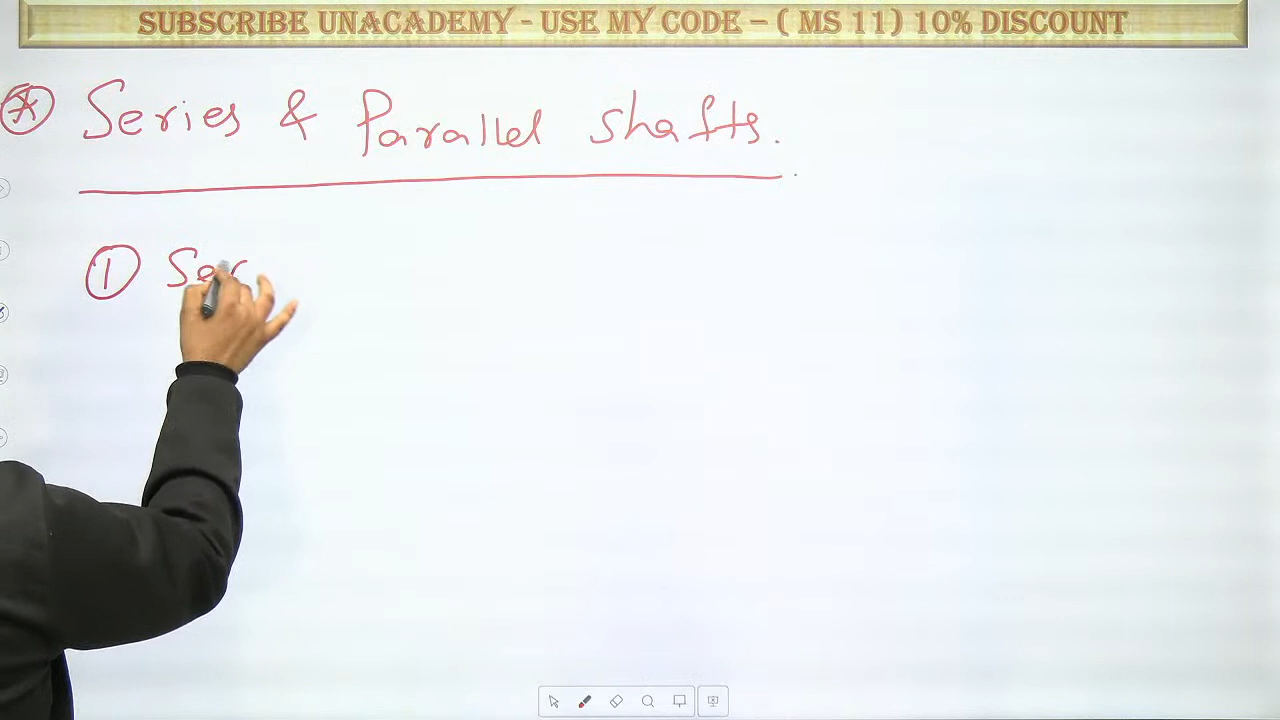 SUBSCRIBE UNACADEMY - USE MY CODE – ( MS 11) 10% DISCOUNT
Series & Parallel shafts.
① Ser